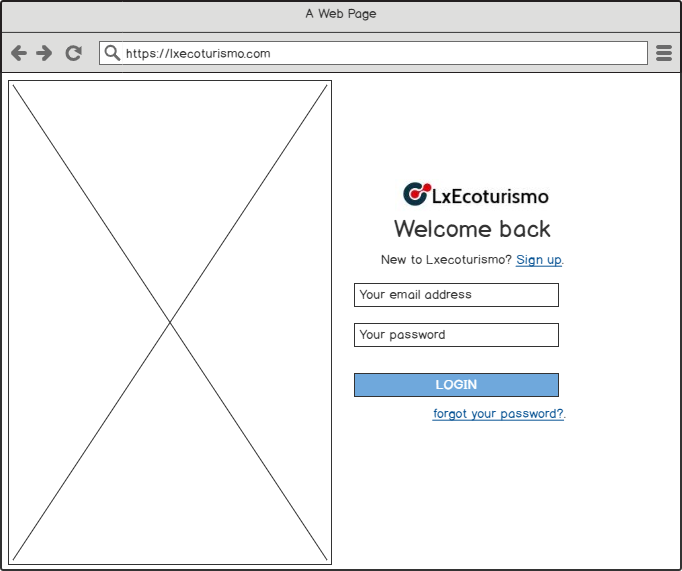 A Web Page
https://lxecoturismo.com
LxEcoturismo
Welcome back
New to Lxecoturismo? Sign up.
Your email address
Your password
LOGIN
forgot your password?.